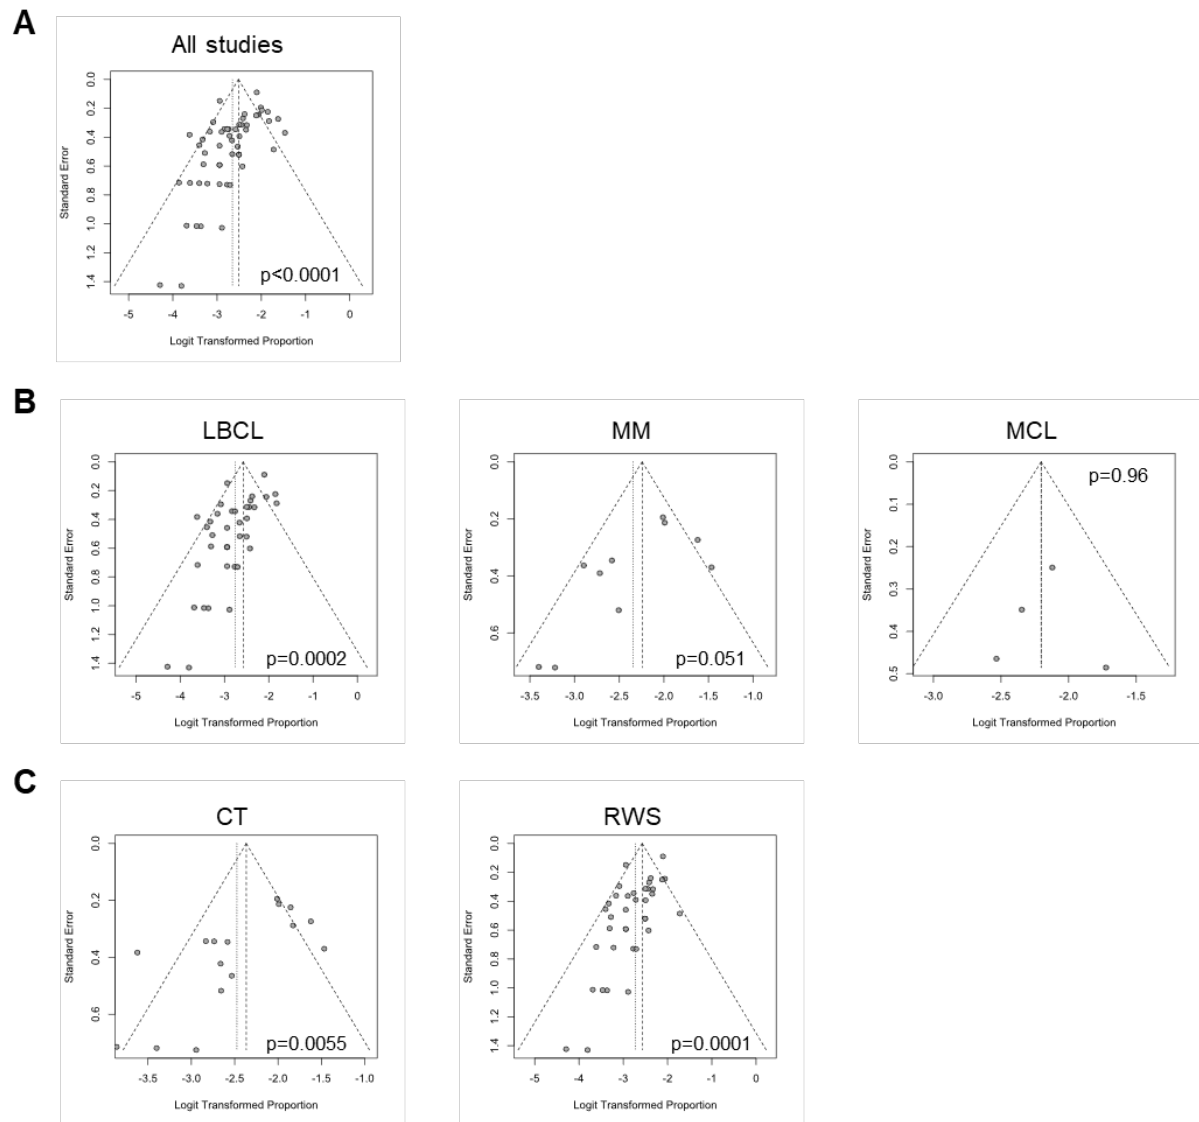 A
All studies
0.0
0.2
0.4
0.6
0.8
1.0
1.2
1.4
Standard Error
p<0.0001
-5 -4 -3 -2 -1 0
Logit Transformed Proportion
B
LBCL
0.0
0.2
0.4
0.6
0.8
1.0
1.2
1.4
Standard Error
p=0.0002
-5 -4 -3 -2 -1 0
Logit Transformed Proportion
MM
0.0
0.2
0.4
0.6
Standard Error
p=0.051
-3.5 -3.0 -2.5 -2.0 -1.5 -1.0
Logit Transformed Proportion
MCL
p=0.96
0.0
0.1
0.2
0.3
0.4
0.5
Standard Error
-3.0 -2.5 -2.0 -1.5
Logit Transformed Proportion
C
CT
0.0
0.2
0.4
0.6
Standard Error
p=0.0055
-3.5 -3.0 -2.5 -2.0 -1.5 -1.0
Logit Transformed Proportion
RWS
0.0
0.2
0.4
0.6
0.8
1.0
1.2
1.4
Standard Error
p=0.0001
-5 -4 -3 -2 -1 0
Logit Transformed Proportion